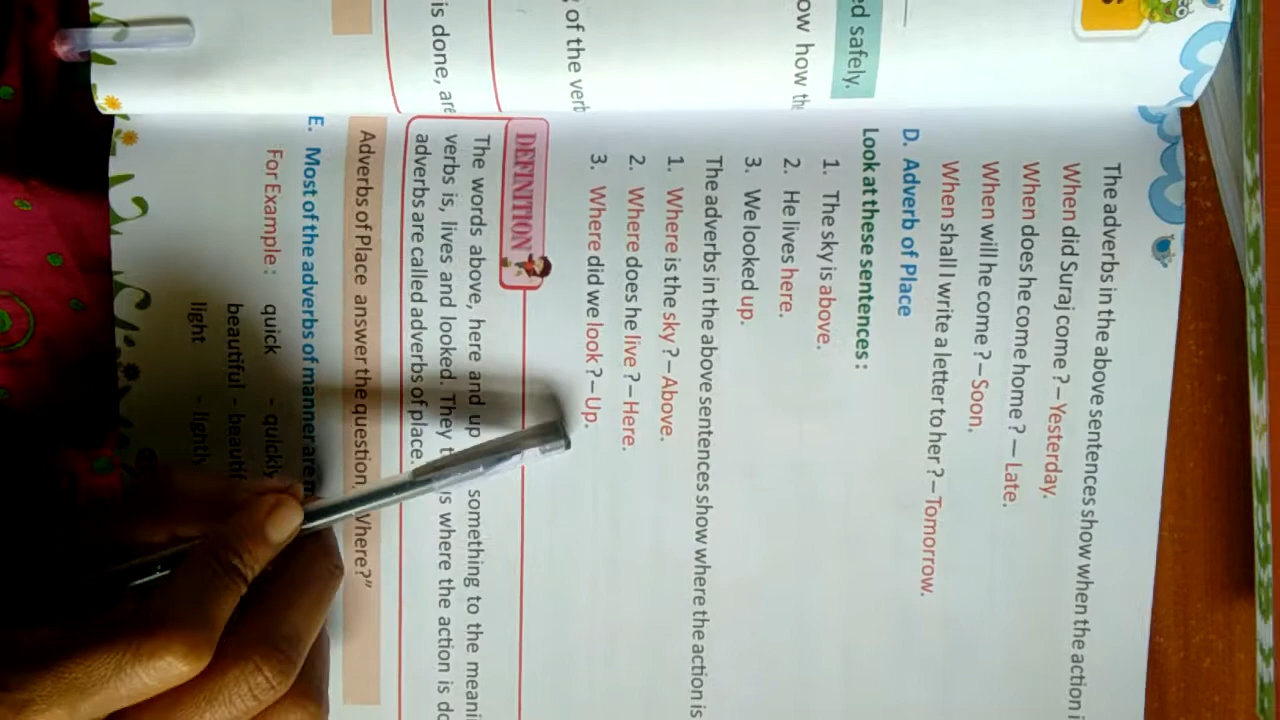 ed safely.
ow how th
of the verb
is done, are
The adverbs in the above sentences show when the action i
When did Suraj come ? – Yesterday.
When does he come home ? – Late.
When will he come ? – Soon.
When shall I write a letter to her ? – Tomorrow.
D. Adverb of Place
Look at these sentences :
1. The sky is above.
2. He lives here.
3. We looked up.
The adverbs in the above sentences show where the action is
1. Where is the sky ? – Above.
2. Where does he live ? – Here.
3. Where did we look ? – Up.
DEFINITION
The words above, here and up something to the meani
verbs is, lives and looked. They t us where the action is do
adverbs are called adverbs of place.
Adverbs of Place answer the question, Where?"
E. Most of the adverbs of manner are m
For Example : quick - quickly
beautiful - beautif
light - lightly